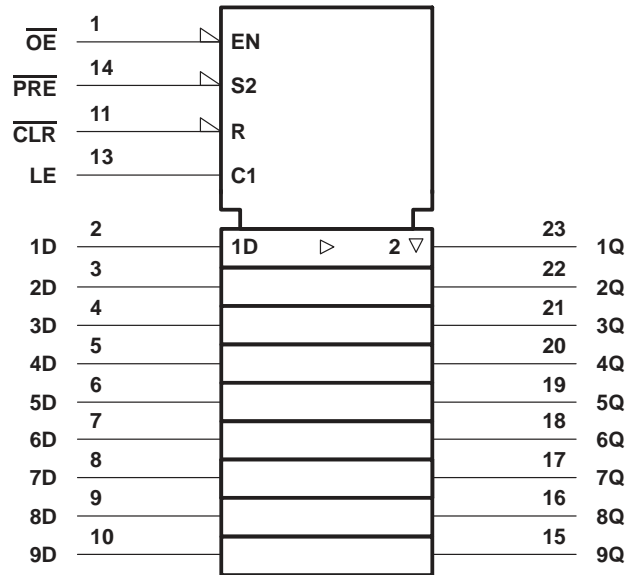 OE 1 EN
PRE 14 S2
CLR 11 R
LE 13 C1
1D 2 1D 2 23 1Q
2D 3 22 2Q
3D 4 21 3Q
4D 5 20 4Q
5D 6 19 5Q
6D 7 18 6Q
7D 8 17 7Q
8D 9 16 8Q
9D 10 15 9Q